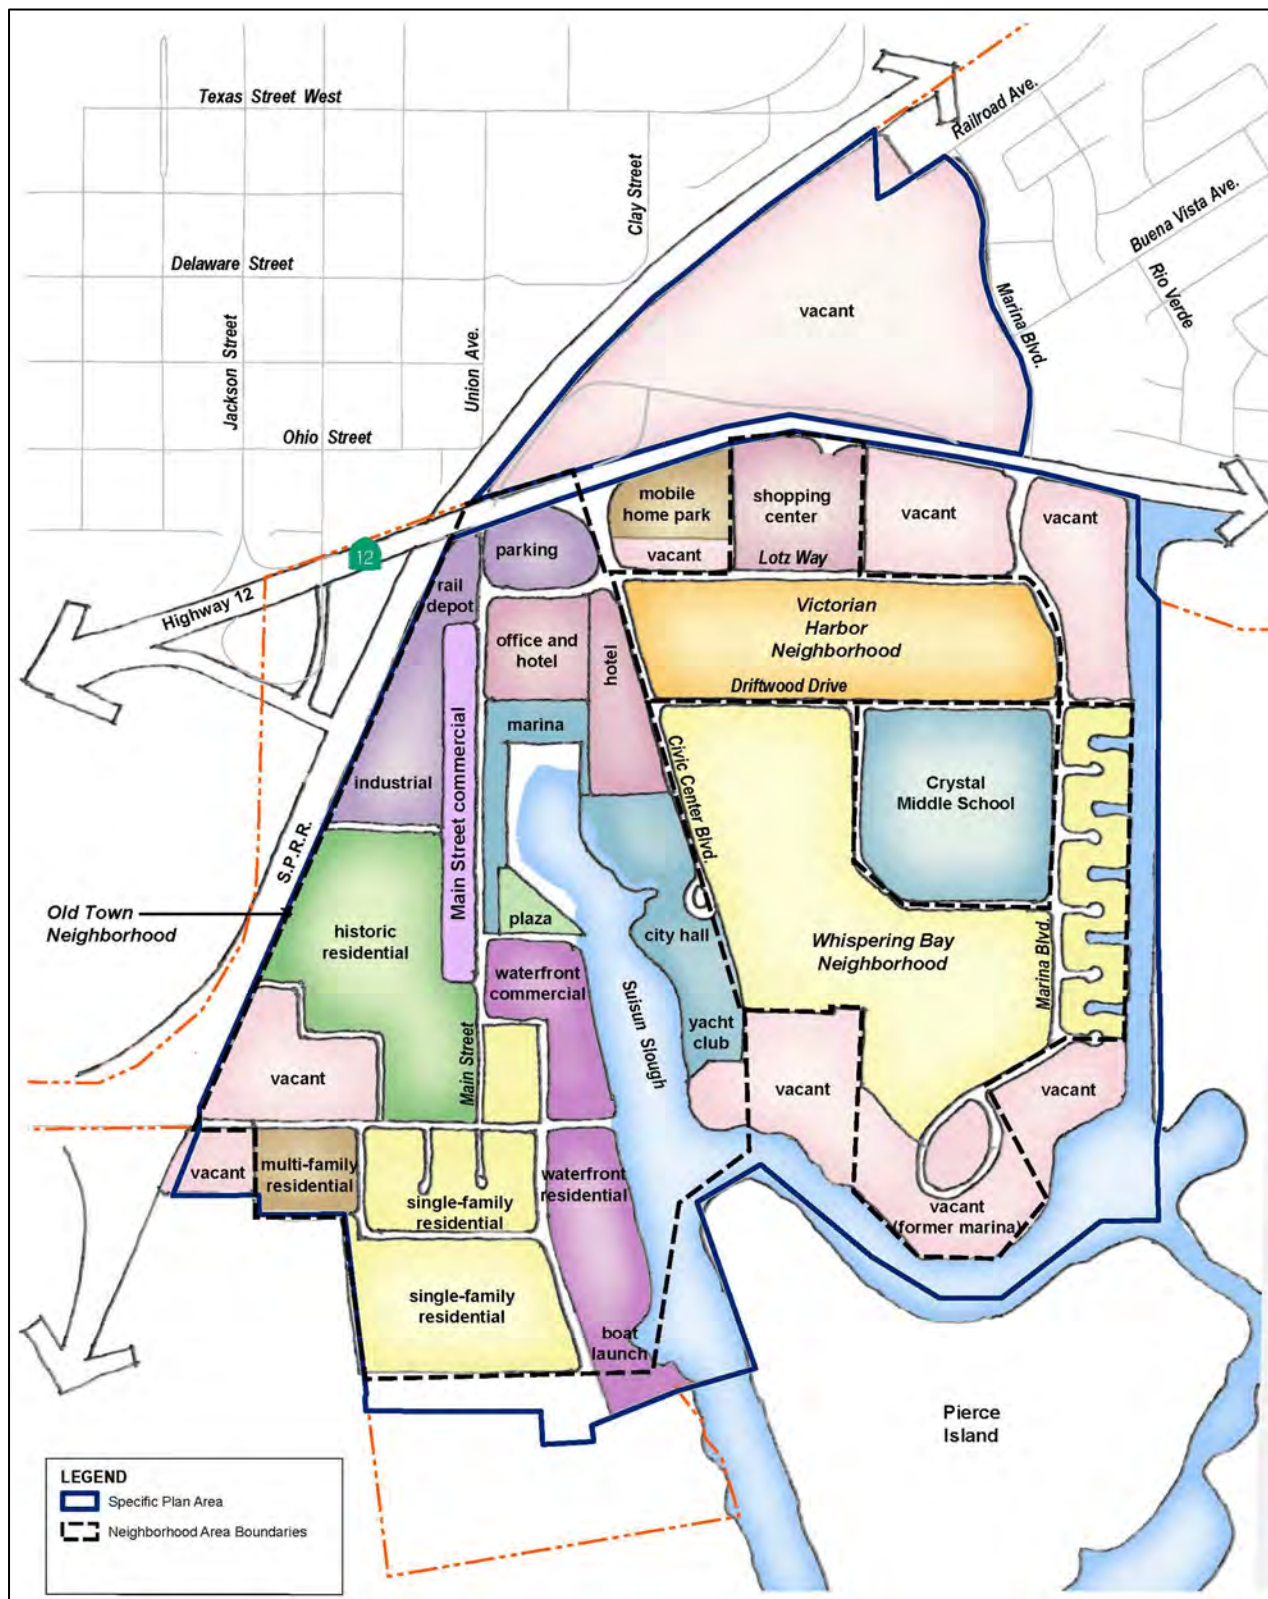 Texas Street West
Railroad Ave.
Clay Street
Buena Vista Ave.
Delaware Street
Rio Verde
Marina Blvd.
vacant
Jackson Street
Union Ave.
Ohio Street
mobile
home park
shopping
center
vacant
vacant
parking
vacant
Lotz Way
12
Highway 12
rail
depot
Victorian
Harbor
Neighborhood
office and
hotel
hotel
Driftwood Drive
marina
Main Street commercial
Civic Center Blvd.
industrial
Crystal
Middle School
S.P.R.R.
Old Town
Neighborhood
historic
residential
plaza
city hall
Whispering Bay
Neighborhood
Marina Blvd.
waterfront
commercial
Suisun Slough
yacht
club
Main Street
vacant
vacant
vacant
vacant
multi-family
residential
single-family
residential
waterfront
residential
vacant
(former marina)
single-family
residential
boat
launch
Pierce
Island
LEGEND
Specific Plan Area
Neighborhood Area Boundaries